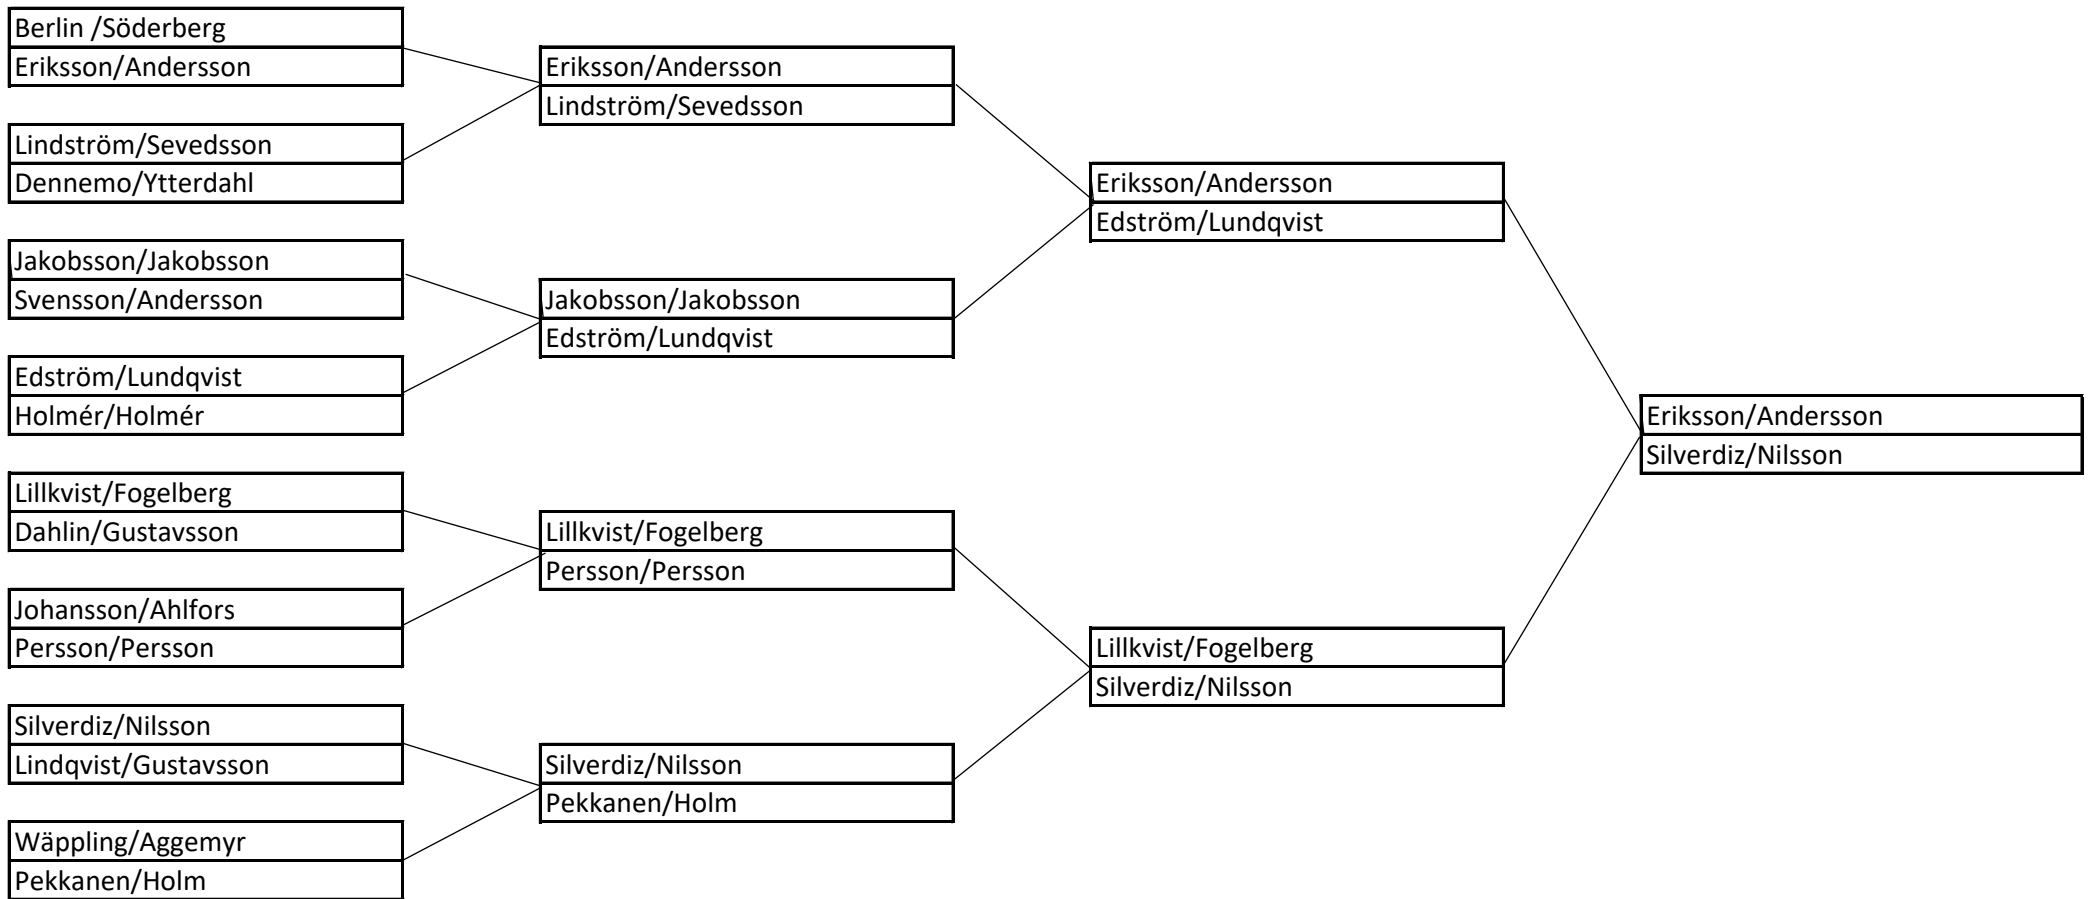 Berlin /Söderberg
Eriksson/Andersson
Lindström/Sevedsson
Dennemo/Ytterdahl
Jakobsson/Jakobsson
Svensson/Andersson
Edström/Lundqvist
Holmér/Holmér
Lillkvist/Fogelberg
Dahlin/Gustavsson
Johansson/Ahlfors
Persson/Persson
Silverdiz/Nilsson
Lindqvist/Gustavsson
Wäppling/Aggemyr
Pekkanen/Holm
Eriksson/Andersson
Lindström/Sevedsson
Jakobsson/Jakobsson
Edström/Lundqvist
Lillkvist/Fogelberg
Persson/Persson
Silverdiz/Nilsson
Pekkanen/Holm
Eriksson/Andersson
Edström/Lundqvist
Lillkvist/Fogelberg
Silverdiz/Nilsson
Eriksson/Andersson
Silverdiz/Nilsson